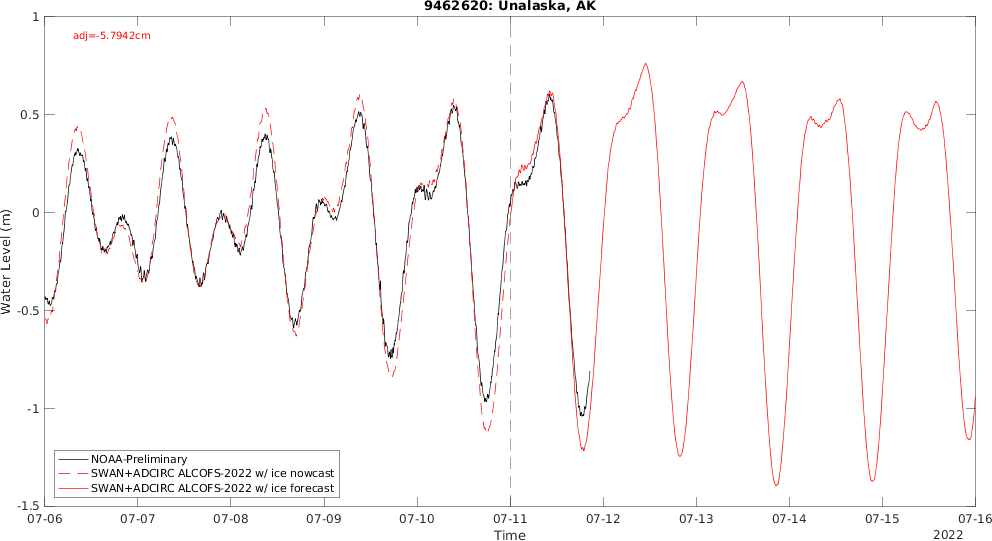 9462620: Unalaska, AK
adj=-5.7942cm
Water Level (m)
1
0.5
0
-0.5
-1
-1.5
NOAA-Preliminary
SWAN+ADCIRC ALCOFS-2022 w/ ice nowcast
SWAN+ADCIRC ALCOFS-2022 w/ ice forecast
07-06 07-07 07-08 07-09 07-10 07-11 07-12 07-13 07-14 07-15 07-16
Time
2022